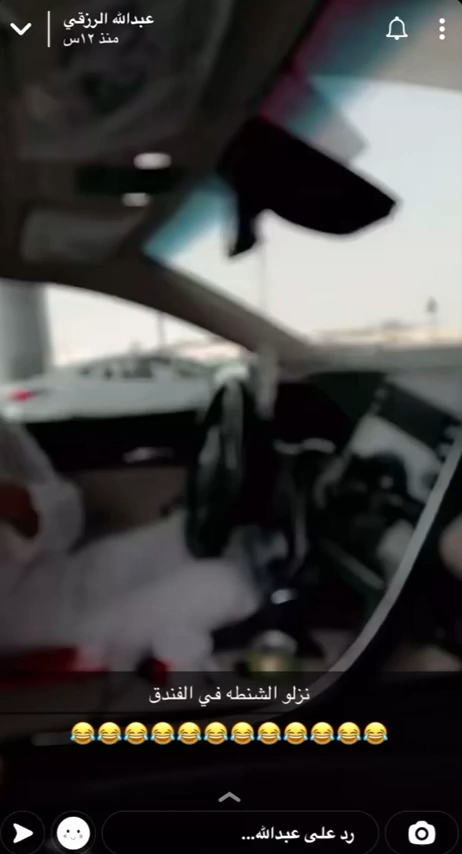 عبدالله الرزقي
منذ ١٢س
نزلو الشنطه في الفندق
😂😂😂😂😂😂😂😂😂😂😂😂
رد على عبدالله...